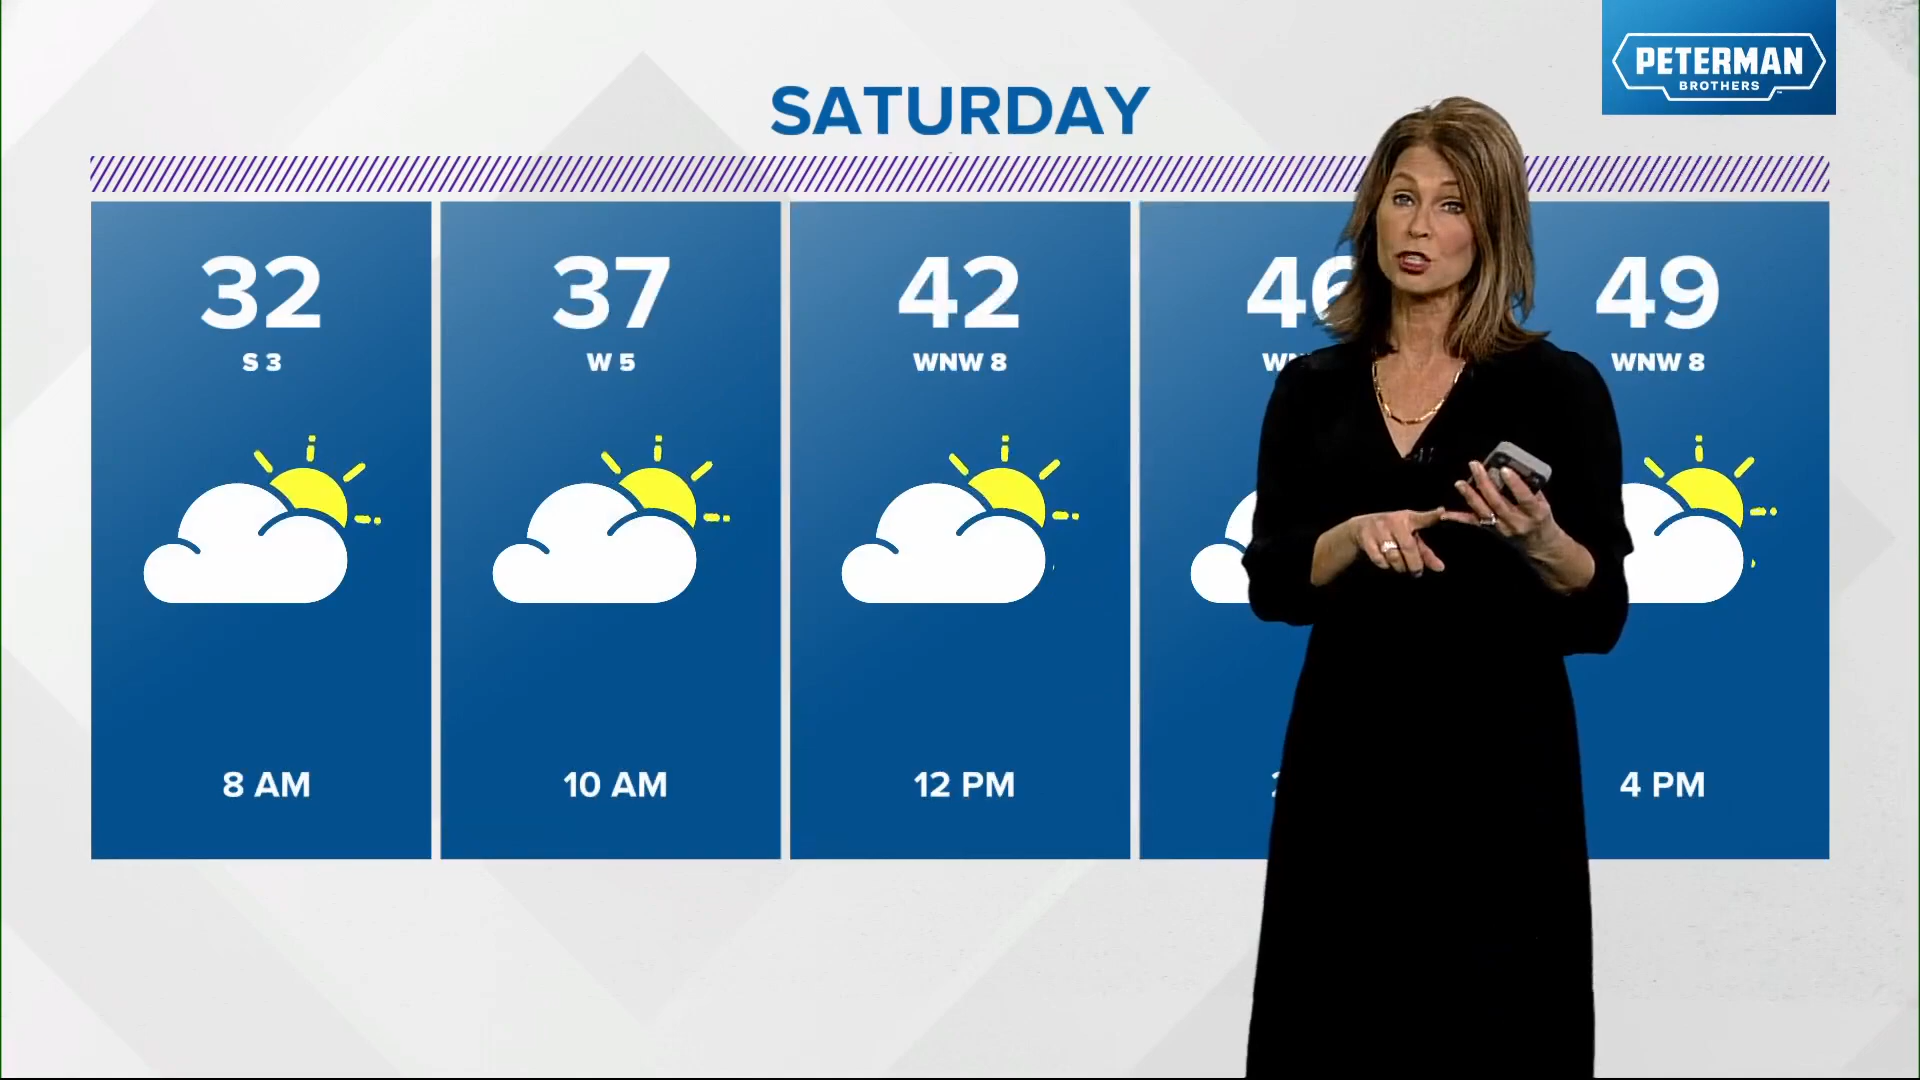 PETERMAN
BROTHERS
SATURDAY
32
37
42
46
49
S 3
W 5
WNW 8
WNW 8
8 AM
10 AM
12 PM
4 PM